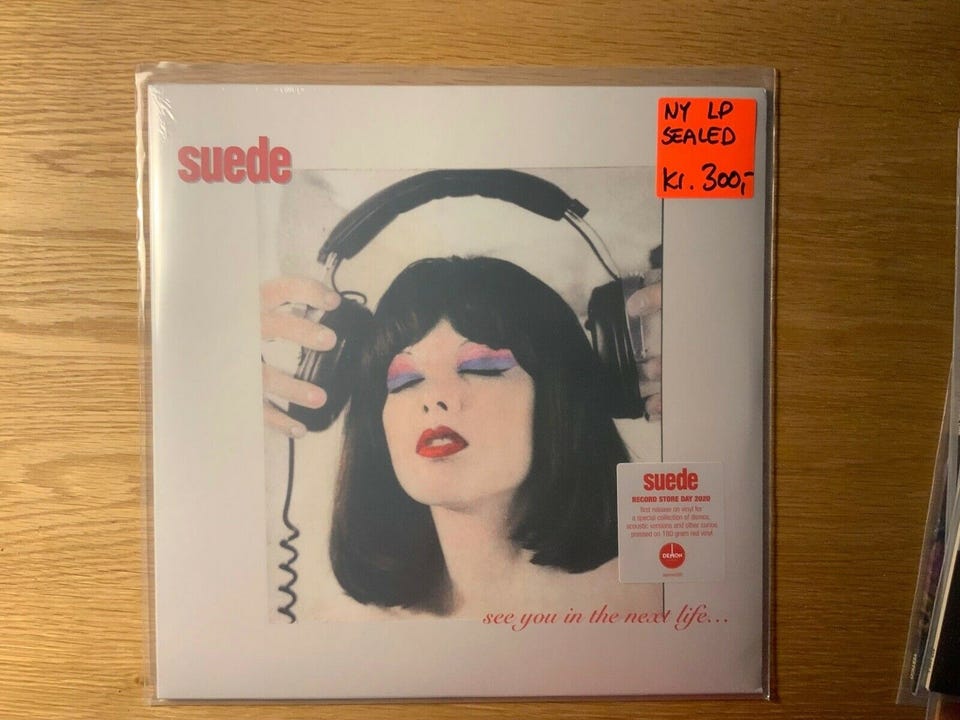 suede
NY LP
SEALED
Kr. 300,-
suede
RECORD STORE DAY 2020
first release on vinyl for
a special collection of demos,
acoustic versions and other curios
pressed on 180 gram red vinyl
DEMON
see you in the next life...